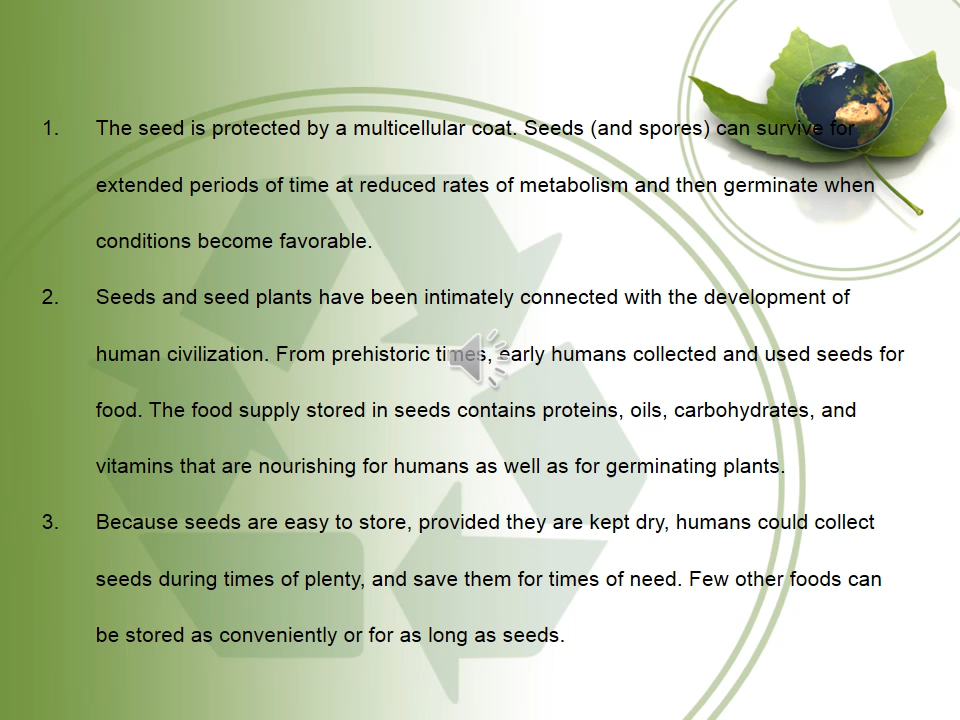 1. The seed is protected by a multicellular coat. Seeds (and spores) can survive for
extended periods of time at reduced rates of metabolism and then germinate when
conditions become favorable.
2. Seeds and seed plants have been intimately connected with the development of
human civilization. From prehistoric times, early humans collected and used seeds for
food. The food supply stored in seeds contains proteins, oils, carbohydrates, and
vitamins that are nourishing for humans as well as for germinating plants.
3. Because seeds are easy to store, provided they are kept dry, humans could collect
seeds during times of plenty, and save them for times of need. Few other foods can
be stored as conveniently or for as long as seeds.